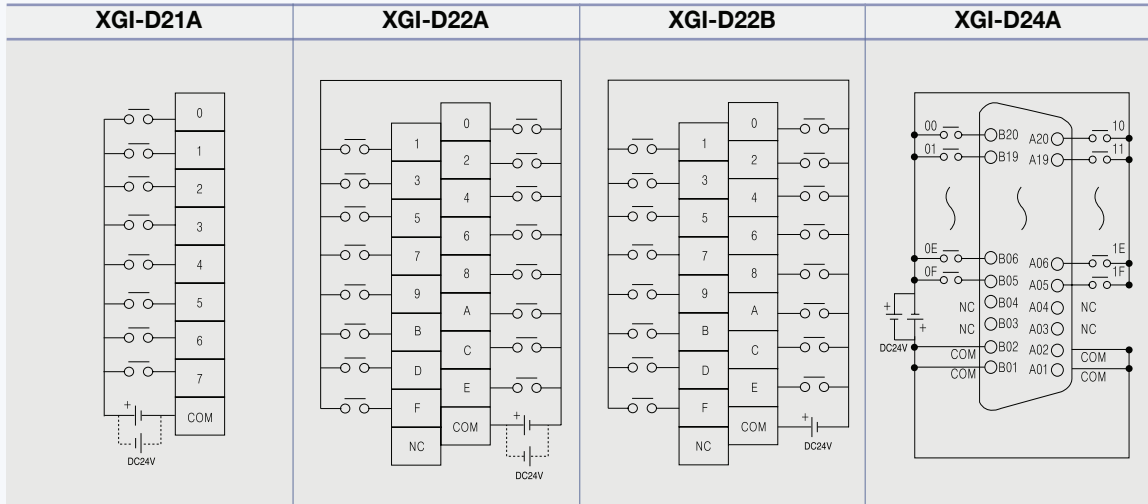 XGI-D21A
XGI-D22A
XGI-D22B
XGI-D24A
0
1
2
3
4
5
6
7
COM
+
DC24V
1
3
5
7
9
B
D
F
NC
0
2
4
6
8
A
C
E
COM
+
DC24V
1
3
5
7
9
B
D
F
NC
0
2
4
6
8
A
C
E
COM
+
DC24V
00 B20 A20 10
01 B19 A19 11
0E B06 A06 1E
0F B05 A05 1F
NC B04 A04 NC
NC B03 A03 NC
COM B02 A02 COM
COM B01 A01 COM
+
+
DC24V